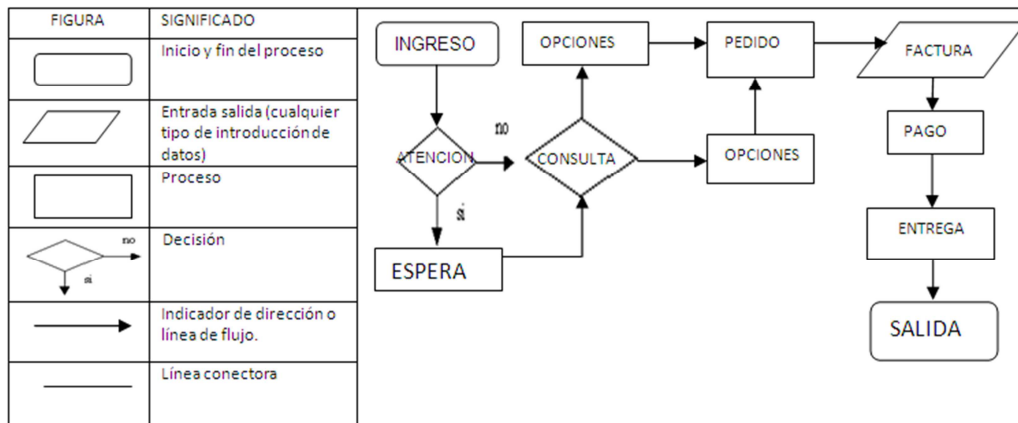 FIGURA
SIGNIFICADO
Inicio y fin del proceso
Entrada salida (cualquier
tipo de introducción de
datos)
Proceso
no
si
Decisión
Indicador de dirección o
línea de flujo.
Línea conectora
INGRESO
OPCIONES
PEDIDO
FACTURA
no
ATENCION
CONSULTA
OPCIONES
PAGO
si
ESPERA
ENTREGA
SALIDA